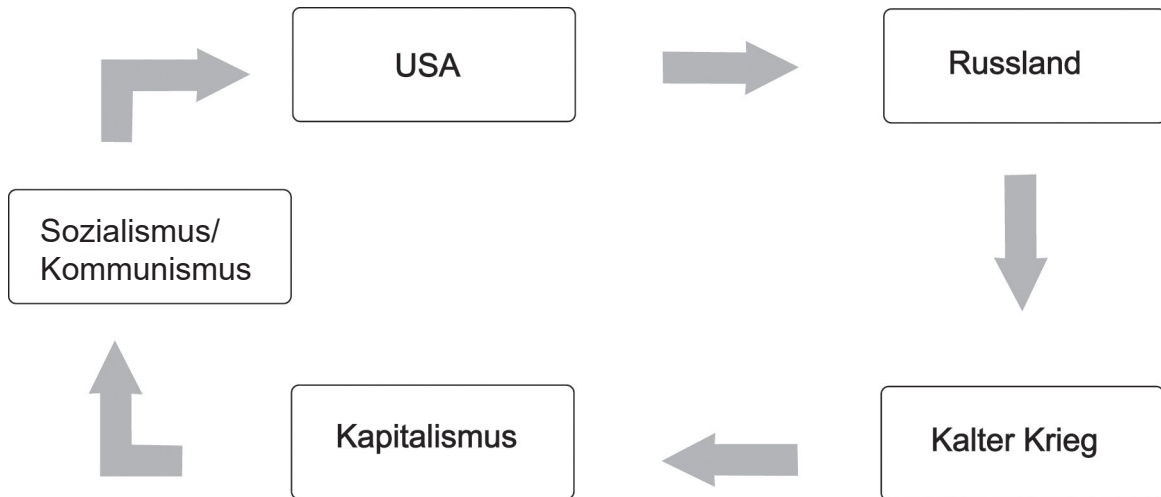 USA
Russland
Sozialismus/
Kommunismus
Kapitalismus
Kalter Krieg